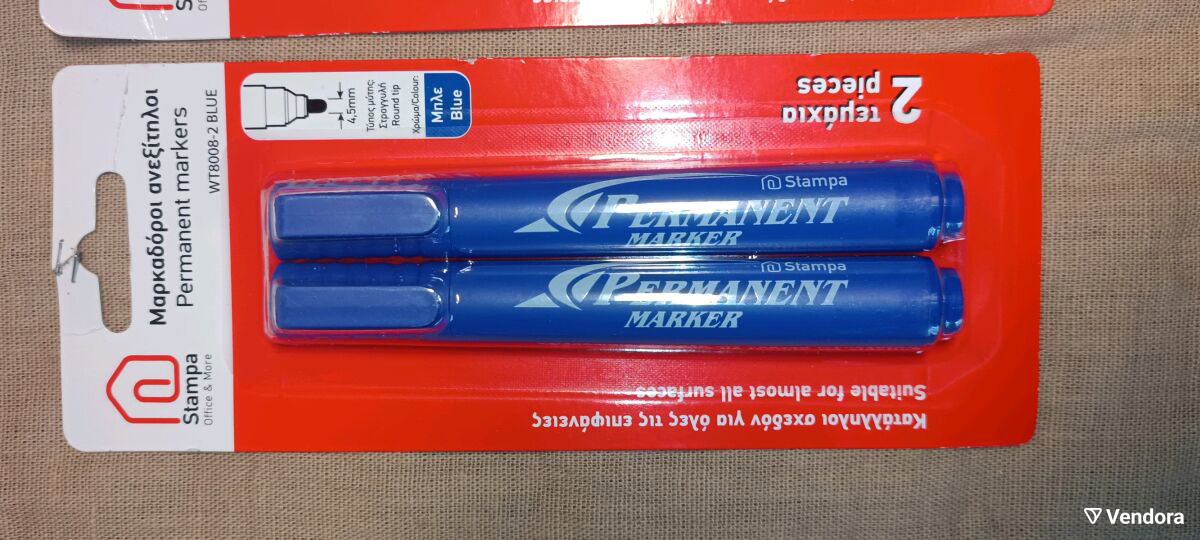 Stampa
Office & More
Μαρκαδόροι ανεξίτηλοι
Permanent markers
WT8008-2 BLUE
4,5mm
Τύπος μύτης:
Στρογγυλή
Round tip
Χρώμα/Colour:
Μπλε
Blue
2
τεμάχια
pieces
Stampa
PERMANENT
MARKER
Stampa
PERMANENT
MARKER
Suitable for almost all surfaces
Κατάλληλοι σχεδόν για όλες τις επιφάνειες
Vendora